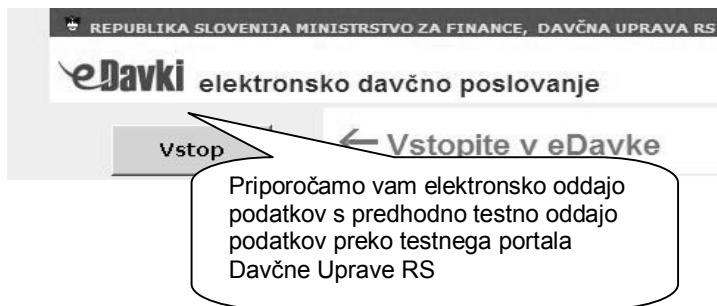 REPUBLIKA SLOVENIJA MINISTRSTVO ZA FINANCE, DAVČNA UPRAVA RS
eDavki elektronsko davčno poslovanje
Vstop
← Vstopite v eDavke
Priporočamo vam elektronsko oddajo
podatkov s predhodno testno oddajo
podatkov preko testnega portala
Davčne Uprave RS